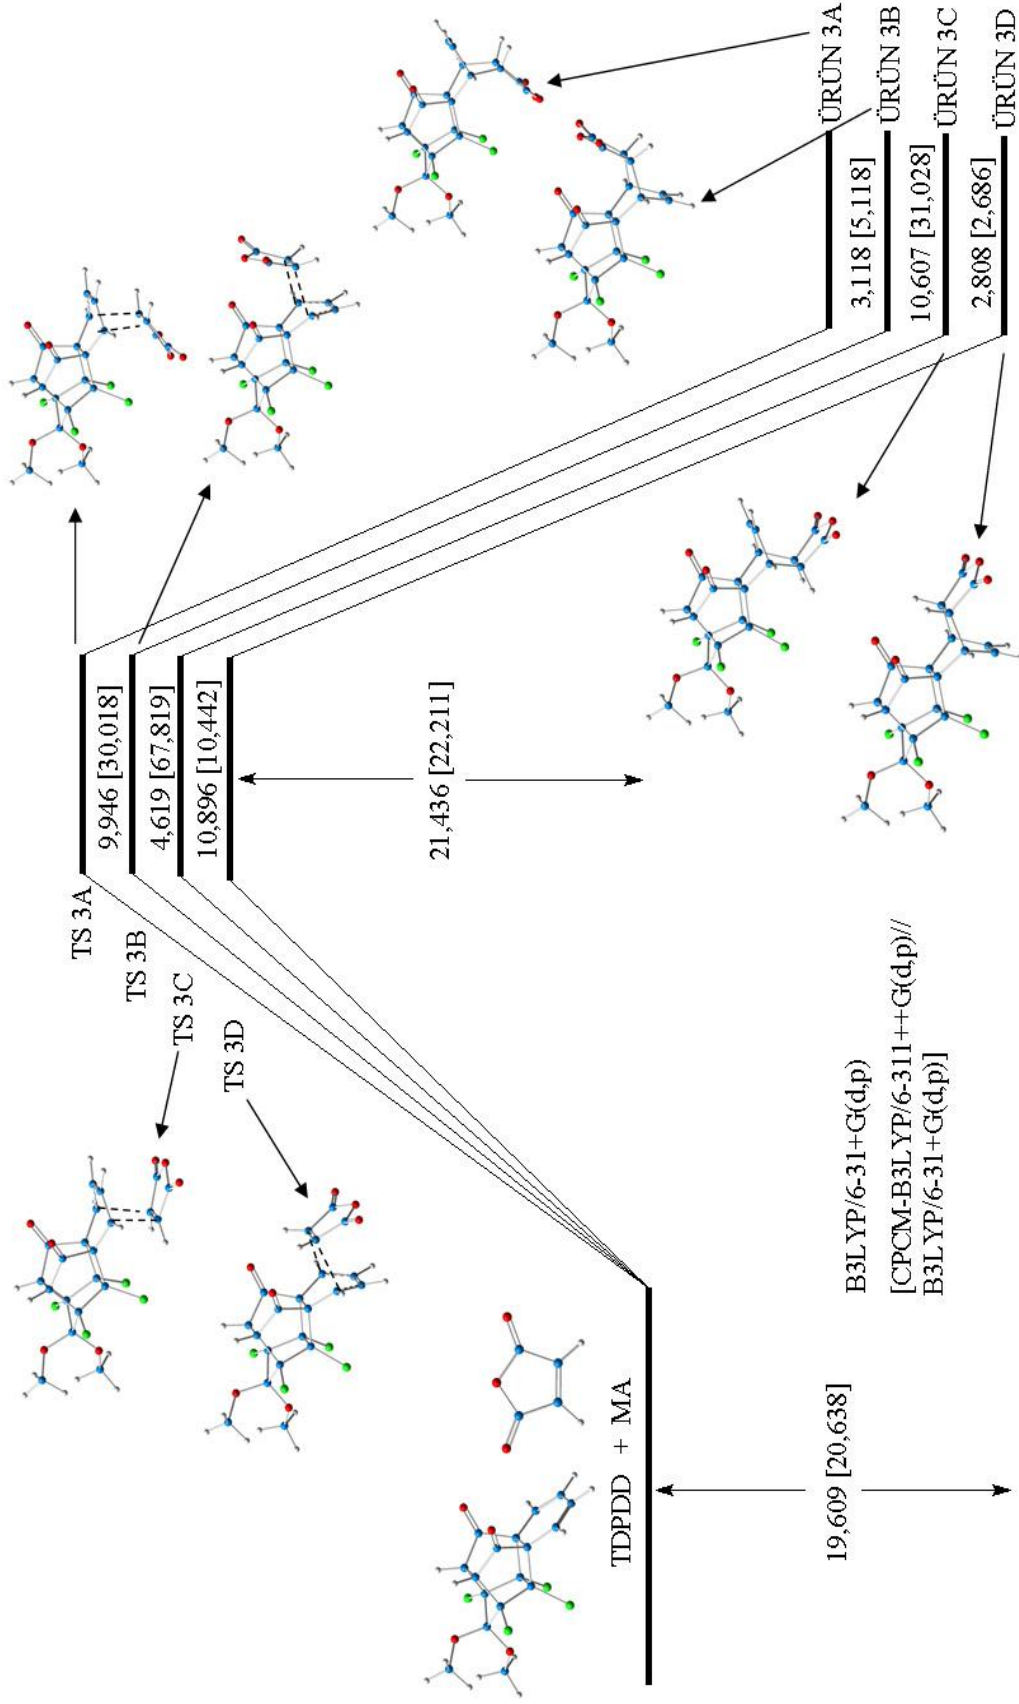 TS 3A
9,946 [30,018]
TS 3B
4,619 [67,819]
TS 3C
10,896 [10,442]
TS 3D
21,436 [22,211]
TDPDD + MA
19,609 [20,638]
B3LYP/6-31+G(d,p)
[CPCM-B3LYP/6-311++G(d,p)//
B3LYP/6-31+G(d,p)]
ÜRÜN 3A
3,118 [5,118]
ÜRÜN 3B
10,607 [31,028]
ÜRÜN 3C
2,808 [2,686]
ÜRÜN 3D